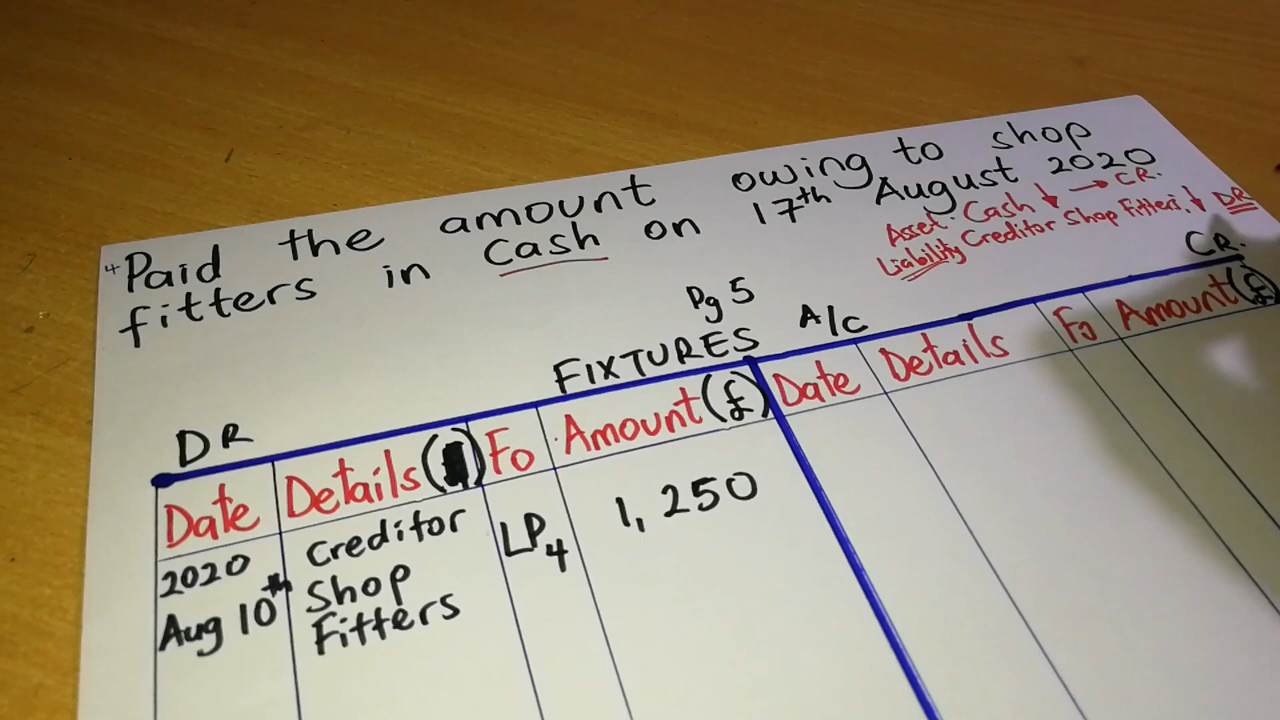 4 Paid the amount owing to shop
fitters in cash on 17th August 2020
Asset: Cash ↓ → CR.
Liability Creditor Shop Fitters ↓ DR
Pg 5
FIXTURES A/C
DR
CR.
Date Details ( ) Fo Amount (£) Date Details Fo Amount (£)
2020 Creditor LP4 1,250
Aug 10th Shop
Fitters